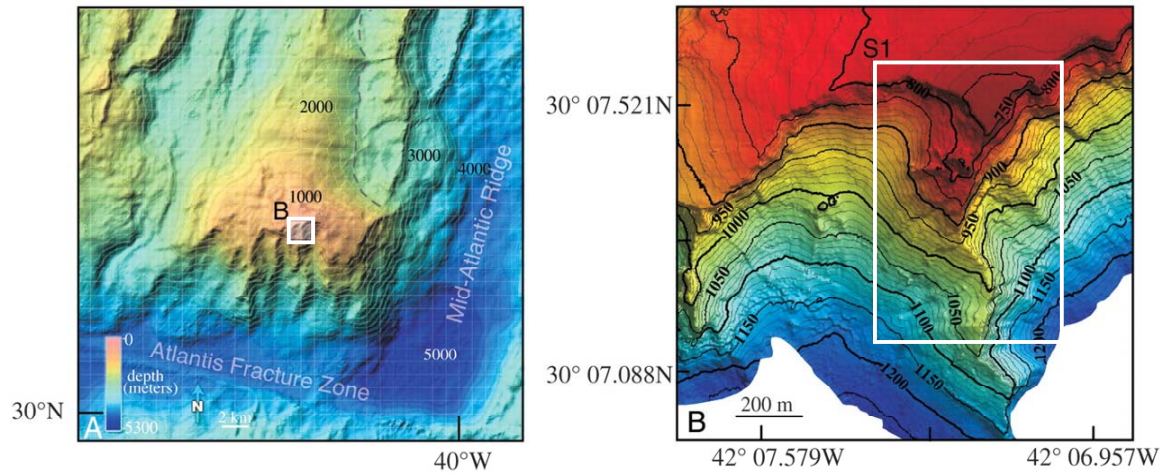 2000
3000
4000
1000
B
Mid-Atlantic Ridge
5000
Atlantis Fracture Zone
0
depth
(meters)
5300
N
2 km
A
30°N
40°W
S1
800
750
800
900
950
1000
950
1050
1050
1100
1150
1150
1100
1050
1150
1200
1200
30° 07.521N
30° 07.088N
B
200 m
42° 07.579W
42° 06.957W